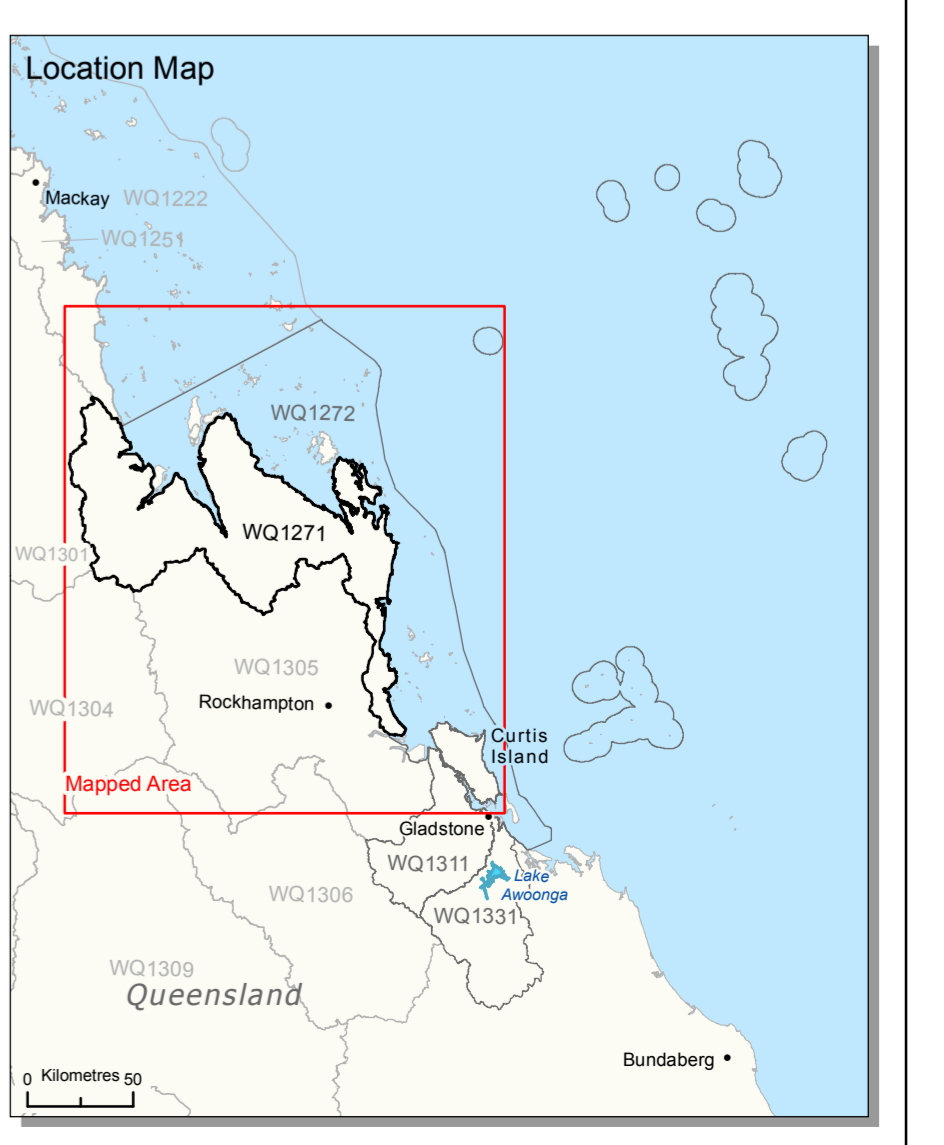 Location Map
Mackay
WQ1222
WQ1251
WQ1272
WQ1271
WQ1301
WQ1305
Rockhampton
WQ1304
Curtis
Island
Mapped Area
Gladstone
WQ1311
Lake
Awoonga
WQ1306
WQ1331
WQ1309
Queensland
Bundaberg
0 Kilometres 50